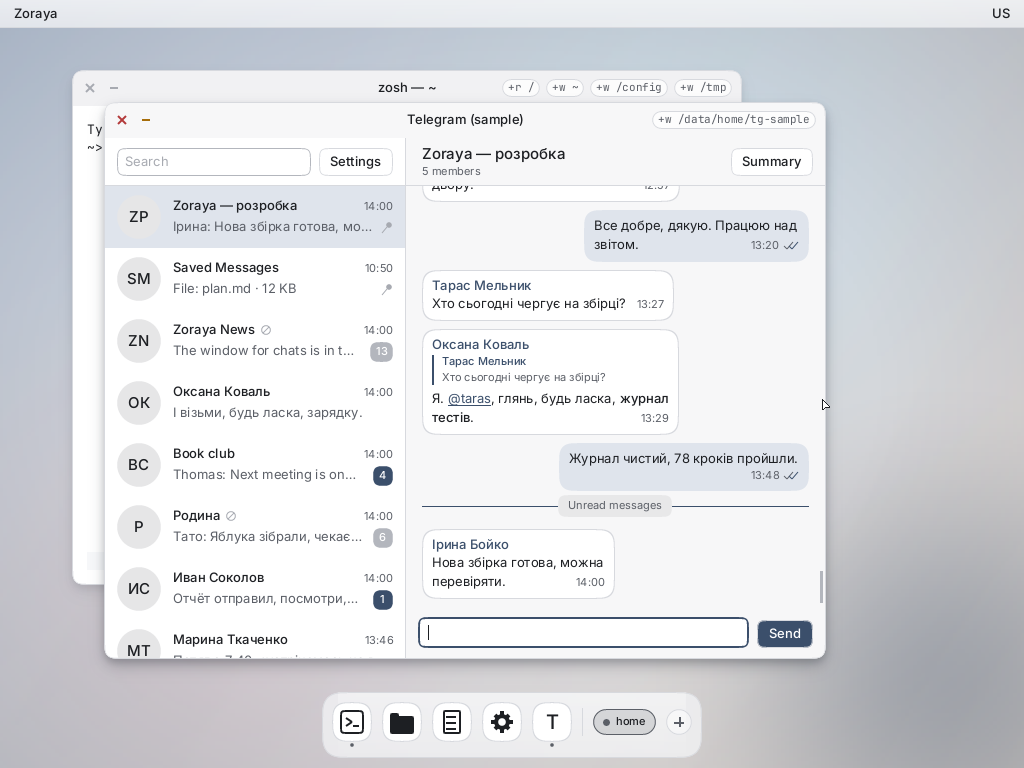 Zoraya
US
zosh — ~
+r /
+w ~
+w /config
+w /tmp
Ty
~>
Telegram (sample)
+w /data/home/tg-sample
Search
Settings
ZP
Zoraya — розробка
14:00
Ірина: Нова збірка готова, мо...
SM
Saved Messages
10:50
File: plan.md · 12 KB
ZN
Zoraya News
14:00
The window for chats is in t...
13
ОК
Оксана Коваль
14:00
І візьми, будь ласка, зарядку.
BC
Book club
14:00
Thomas: Next meeting is on...
4
Р
Родина
14:00
Тато: Яблука зібрали, чекає...
6
ИС
Иван Соколов
14:00
Отчёт отправил, посмотри,...
1
МТ
Марина Ткаченко
13:46
Zoraya — розробка
5 members
Summary
двору.
12:57
Все добре, дякую. Працюю над
звітом.
13:20
Тарас Мельник
Хто сьогодні чергує на збірці?
13:27
Оксана Коваль
Тарас Мельник
Хто сьогодні чергує на збірці?
Я. @taras, глянь, будь ласка, журнал
тестів.
13:29
Журнал чистий, 78 кроків пройшли.
13:48
Unread messages
Ірина Бойко
Нова збірка готова, можна
перевіряти.
14:00
Send
T
home